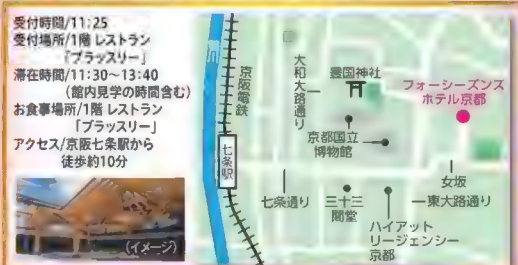 受付時間/11:25
受付場所/1階 レストラン
「ブラッスリー」
滞在時間/11:30~13:40
(館内見学の時間含む)
お食事場所/1階 レストラン
「ブラッスリー」
アクセス/京阪七条駅から
徒歩約10分
(イメージ)
京阪電鉄
七条駅
大和大路通り
豊国神社
フォーシーズンズ
ホテル京都
京都国立
博物館
七条通り
三十三
間堂
女坂
東大路通り
ハイアット
リージェンシー
京都